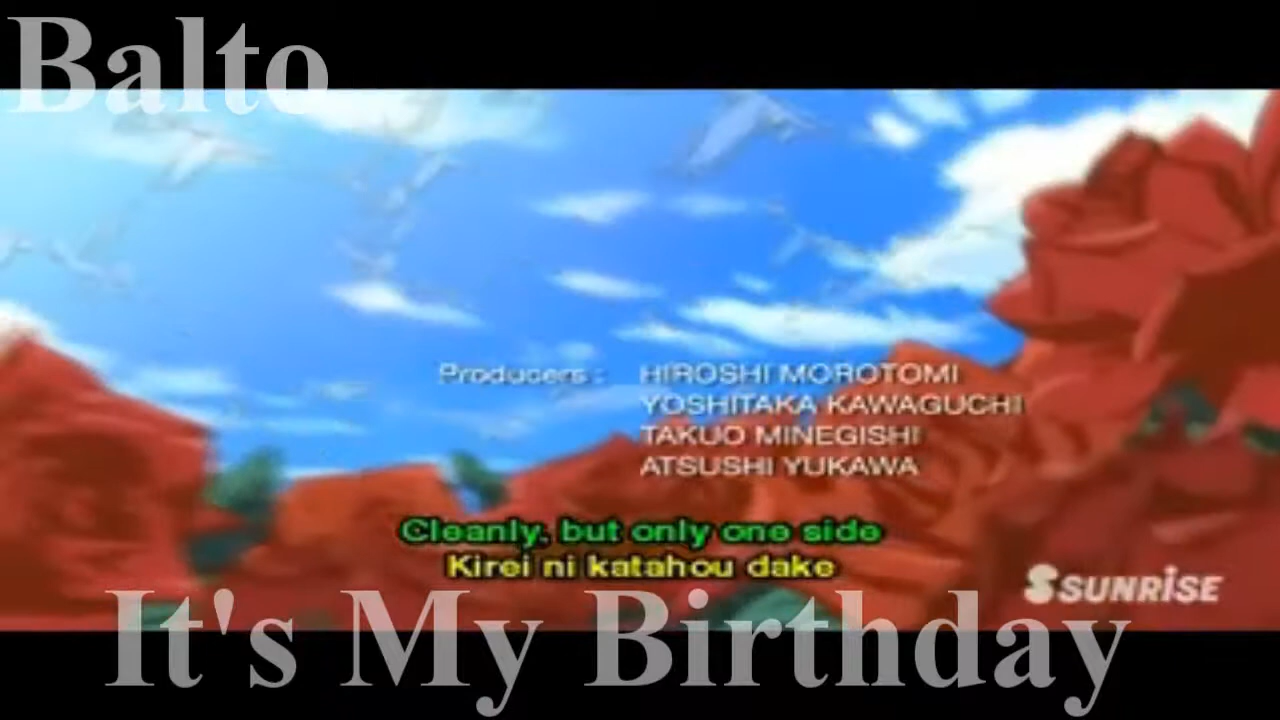 Balto
Producers : HIROSHI MOROTOMI
YOSHITAKA KAWAGUCHI
TAKUO MINEGISHI
ATSUSHI YUKAWA
Cleanly, but only one side
Kirei ni katahou dake
SUNRISE
It's My Birthday